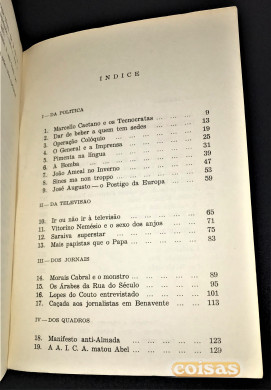 INDICE
I — DA POLITICA
1. Marcello Caetano e os Tecnocratas ... ... ... 9
2. Dar de beber a quem tem sedes ... ... ... 13
3. Operação Colóquio ... ... ... 19
4. O General e a Imprensa ... ... ... 25
5. Pimenta na língua ... ... ... 31
6. A Bomba ... ... ... 39
7. João Ameal no Inverno ... ... ... 47
8. Sines ma non troppo ... ... ... 53
9. José Augusto — o Postigo da Europa ... ... ... 59
II — DA TELEVISÃO
10. Ir ou não ir à televisão ... ... ... 65
11. Vitorino Nemésio e o sexo dos anjos ... ... ... 71
12. Saraiva superstar ... ... ... 75
13. Mais papistas que o Papa ... ... ... 83
III — DOS JORNAIS
14. Morais Cabral e o monstro ... ... ... 89
15. Os Árabes da Rua do Século ... ... ... 95
16. Lopes do Couto entrevistado ... ... ... 101
17. Caçada aos jornalistas em Benavente ... ... ... 113
IV — DOS QUADROS
18. Manifesto anti-Almada ... ... ... 123
19. A A. I. C. A. matou Abel ... ... ... 129
coisas